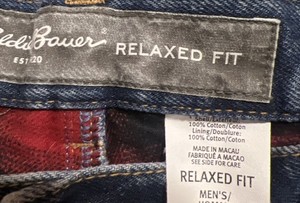 Eddie Bauer
EST 1920
RELAXED FIT
100% Cotton/Coton
Lining/Doublure:
100% Cotton/Coton
MADE IN MACAU
FABRIQUÉ A MACAO
SEE SIDE FOR CARE
RELAXED FIT
MEN'S/